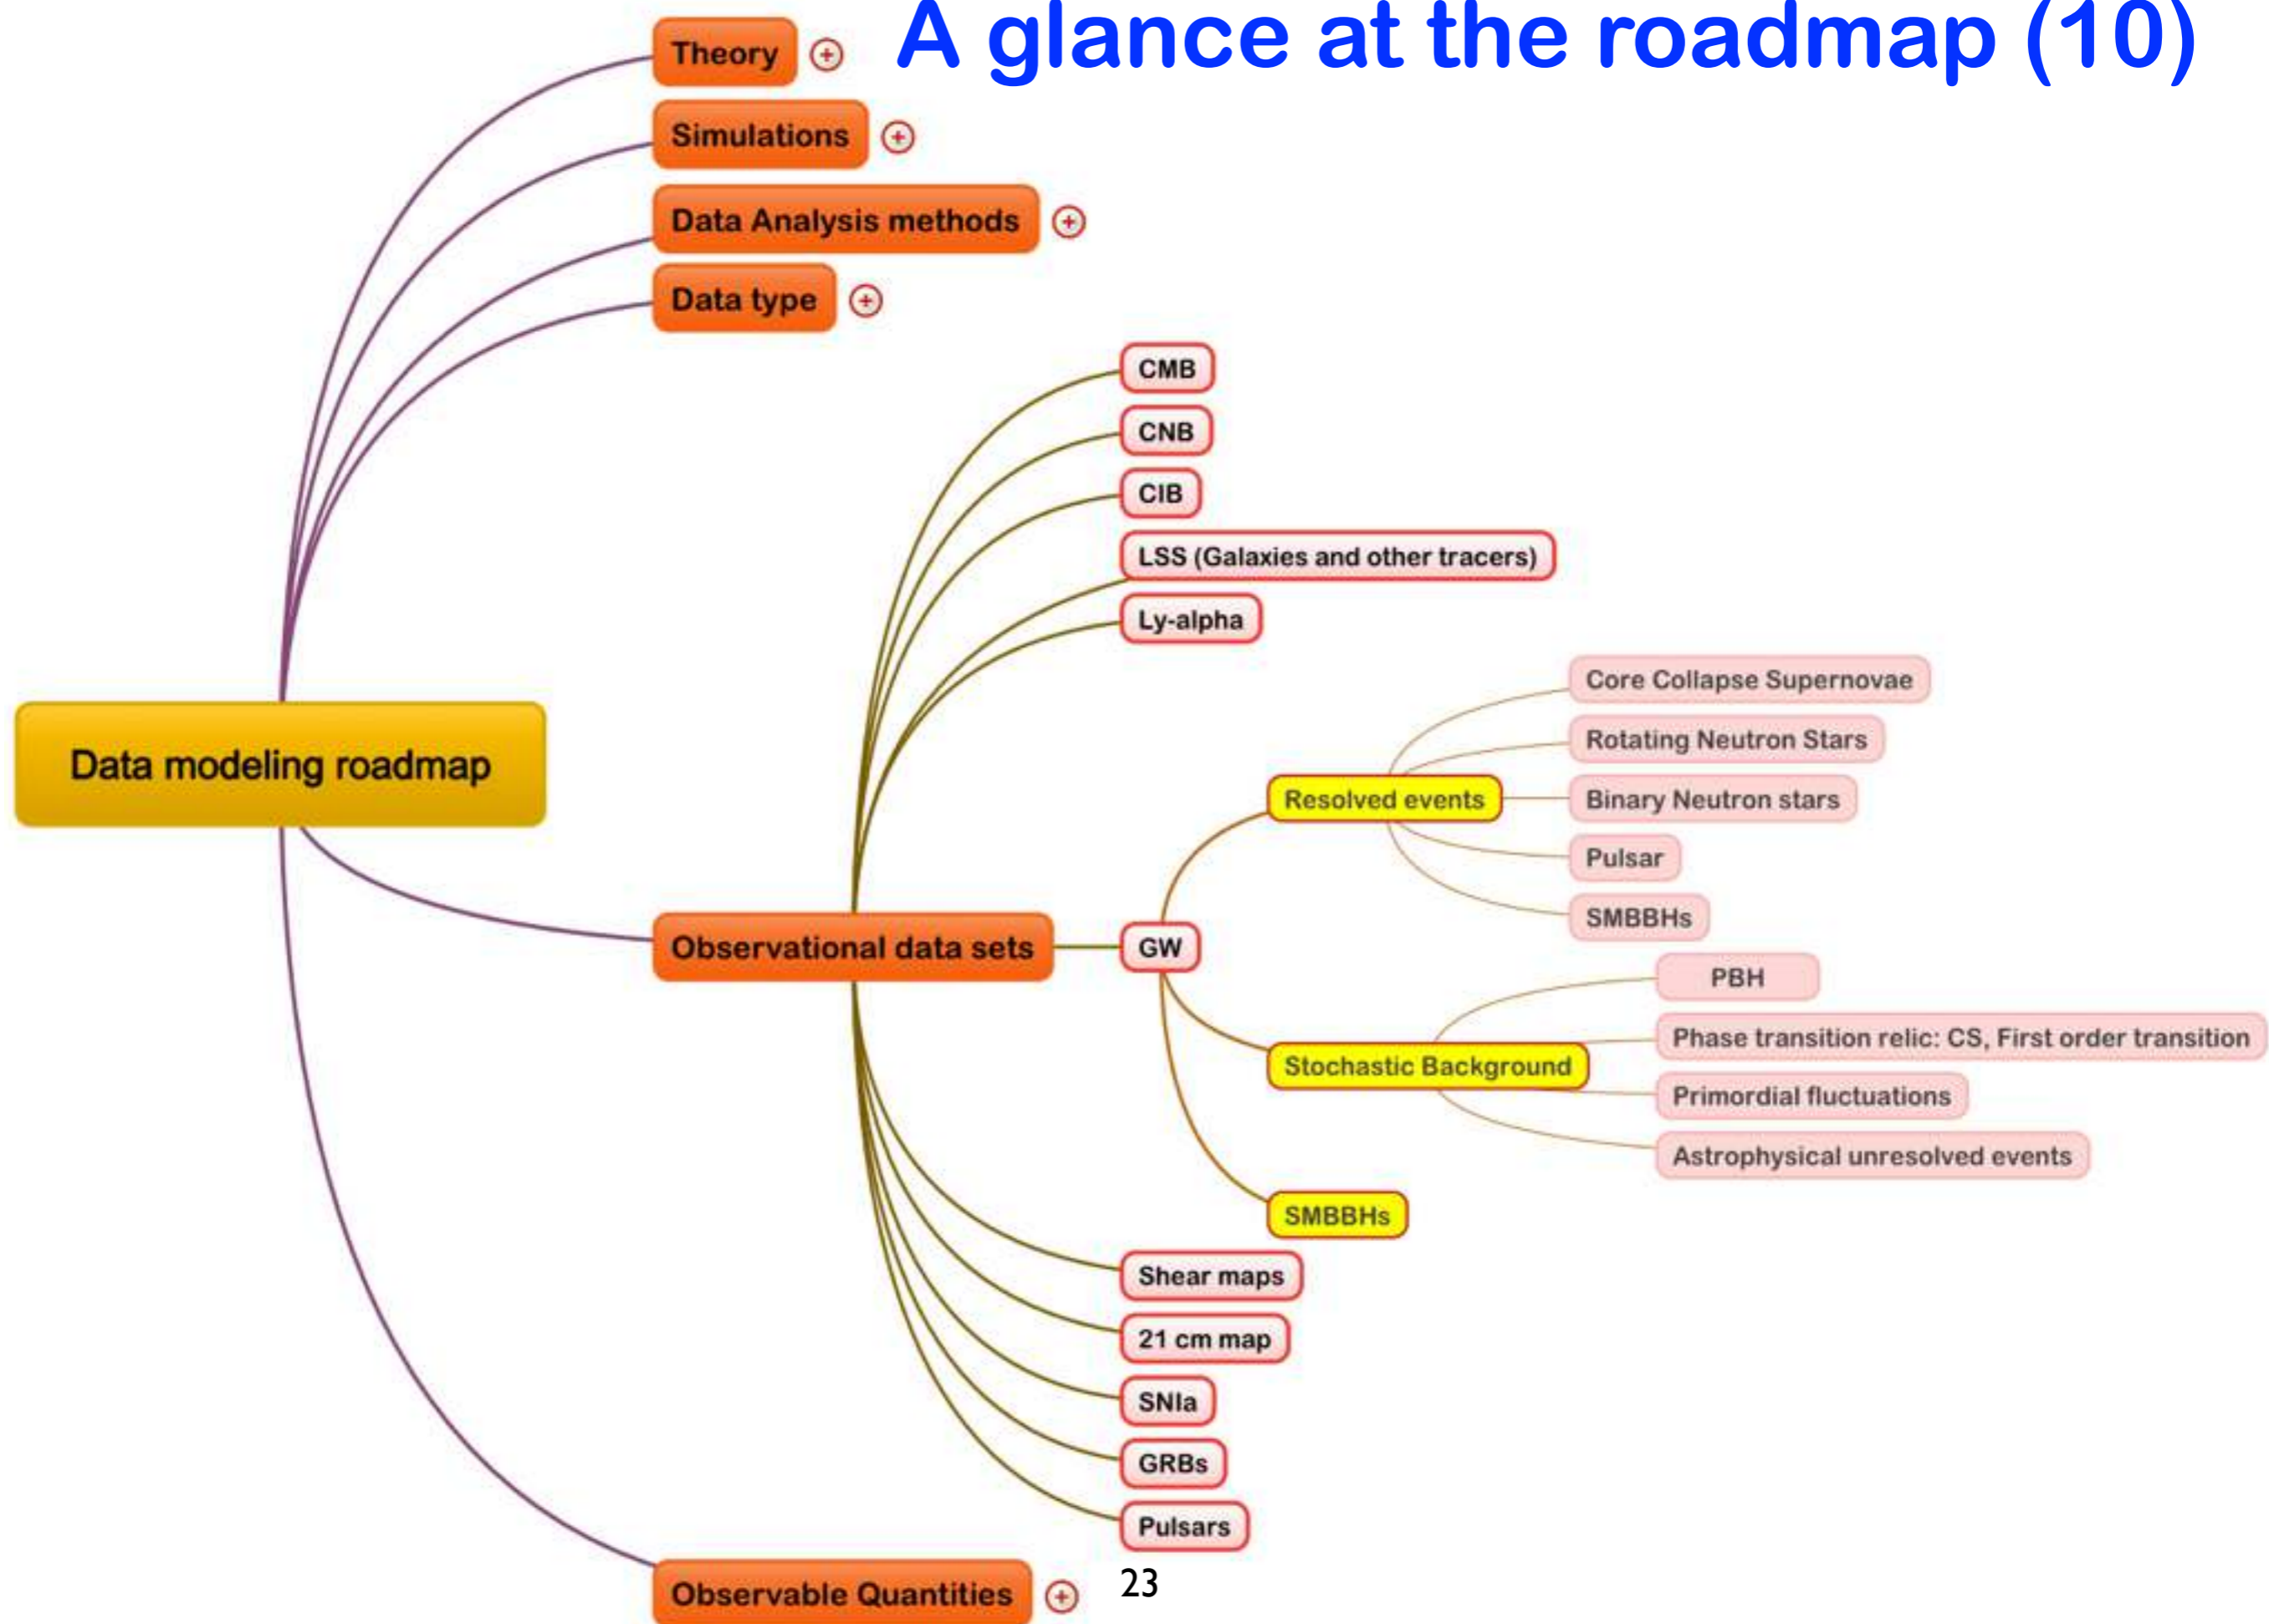 A glance at the roadmap (10)
Theory
Simulations
Data Analysis methods
Data type
CMB
CNB
CIB
LSS (Galaxies and other tracers)
Ly-alpha
Core Collapse Supernovae
Rotating Neutron Stars
Data modeling roadmap
Resolved events
Binary Neutron stars
Pulsar
SMBBHs
Observational data sets
GW
PBH
Phase transition relic: CS, First order transition
Stochastic Background
Primordial fluctuations
Astrophysical unresolved events
SMBBHs
Shear maps
21 cm map
SNIa
GRBs
Pulsars
Observable Quantities
23